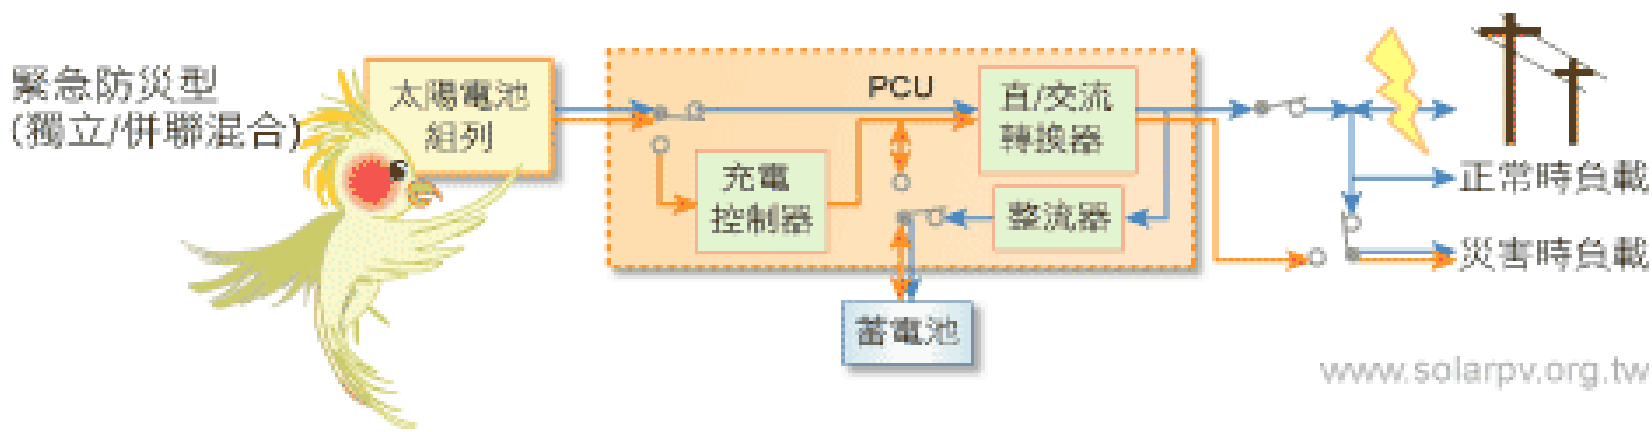 緊急防災型
(獨立/併聯混合)
太陽電池
組列
PCU
直/交流
轉換器
充電
控制器
整流器
蓄電池
正常時負載
災害時負載
www.solarpv.org.tw